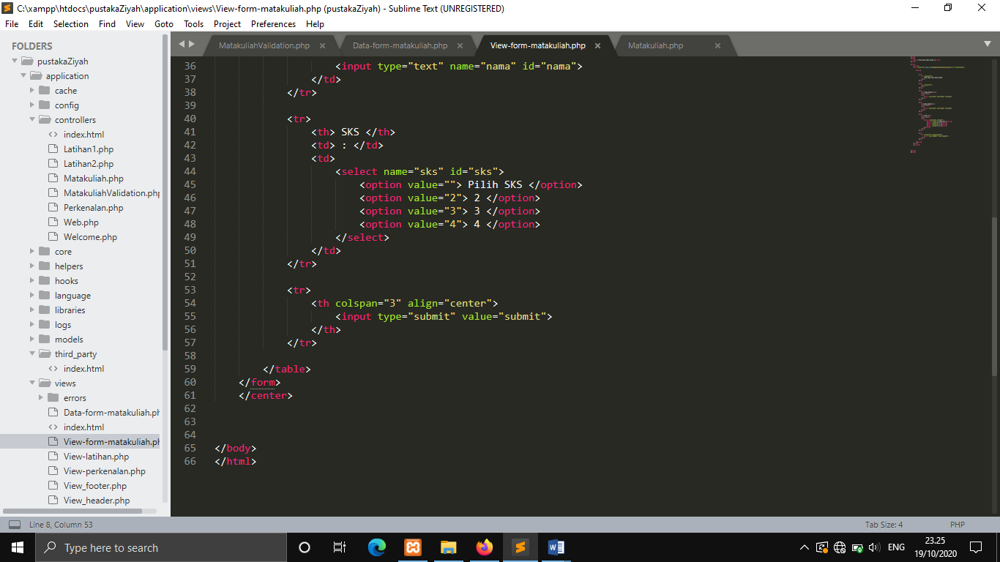 C:\xampp\htdocs\pustakaZiyah\application\views\View-form-matakuliah.php (pustakaZiyah) - Sublime Text (UNREGISTERED)
File Edit Selection Find View Goto Tools Project Preferences Help
FOLDERS
pustakaZiyah
application
cache
config
controllers
index.html
Latihan1.php
Latihan2.php
Matakuliah.php
MatakuliahValidation.php
Perkenalan.php
Web.php
Welcome.php
core
helpers
hooks
language
libraries
logs
models
third_party
index.html
views
errors
Data-form-matakuliah.ph
index.html
View-form-matakuliah.ph
View-latihan.php
View-perkenalan.php
View_footer.php
View_header.php
MatakuliahValidation.php × Data-form-matakuliah.php × View-form-matakuliah.php × Matakuliah.php ×
36 <input type="text" name="nama" id="nama">
37 </td>
38 </tr>
39
40 <tr>
41 <th> SKS </th>
42 <td> : </td>
43 <td>
44 <select name="sks" id="sks">
45 <option value=""> Pilih SKS </option>
46 <option value="2"> 2 </option>
47 <option value="3"> 3 </option>
48 <option value="4"> 4 </option>
49 </select>
50 </td>
51 </tr>
52
53 <tr>
54 <th colspan="3" align="center">
55 <input type="submit" value="submit">
56 </th>
57 </tr>
58
59 </table>
60 </form>
61 </center>
62
63
64
65 </body>
66 </html>
Line 8, Column 53
Tab Size: 4
PHP
Type here to search
ENG
23.25
19/10/2020